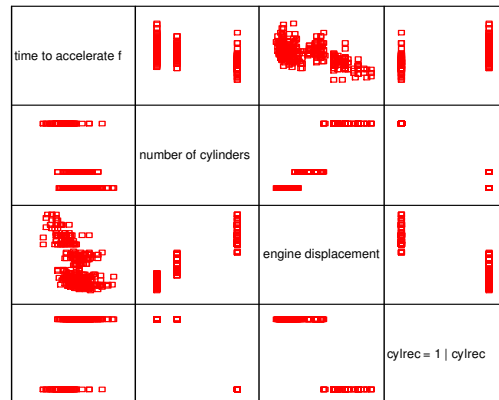 time to accelerate f
number of cylinders
engine displacement
cylrec = 1 | cylrec